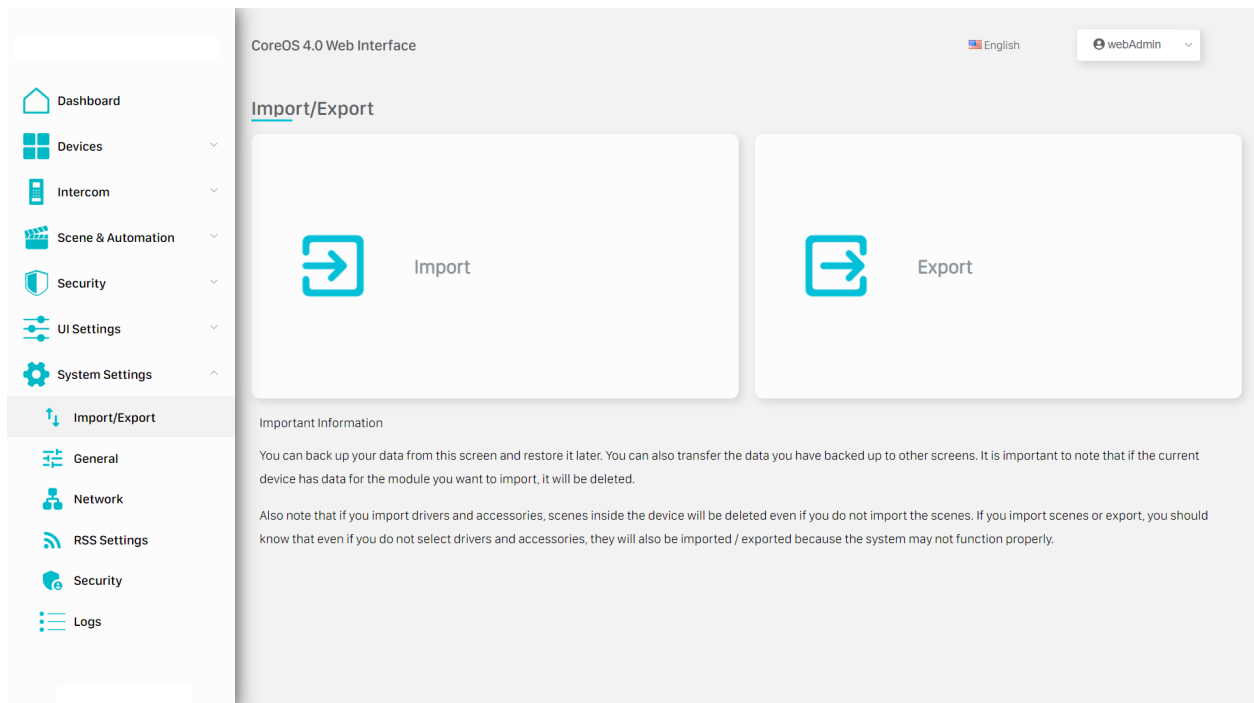 CoreOS 4.0 Web Interface
English
webAdmin
Dashboard
Devices
Intercom
Scene & Automation
Security
UI Settings
System Settings
Import/Export
General
Network
RSS Settings
Security
Logs
Import/Export
Import
Export
Important Information
You can back up your data from this screen and restore it later. You can also transfer the data you have backed up to other screens. It is important to note that if the current
device has data for the module you want to import, it will be deleted.
Also note that if you import drivers and accessories, scenes inside the device will be deleted even if you do not import the scenes. If you import scenes or export, you should
know that even if you do not select drivers and accessories, they will also be imported / exported because the system may not function properly.